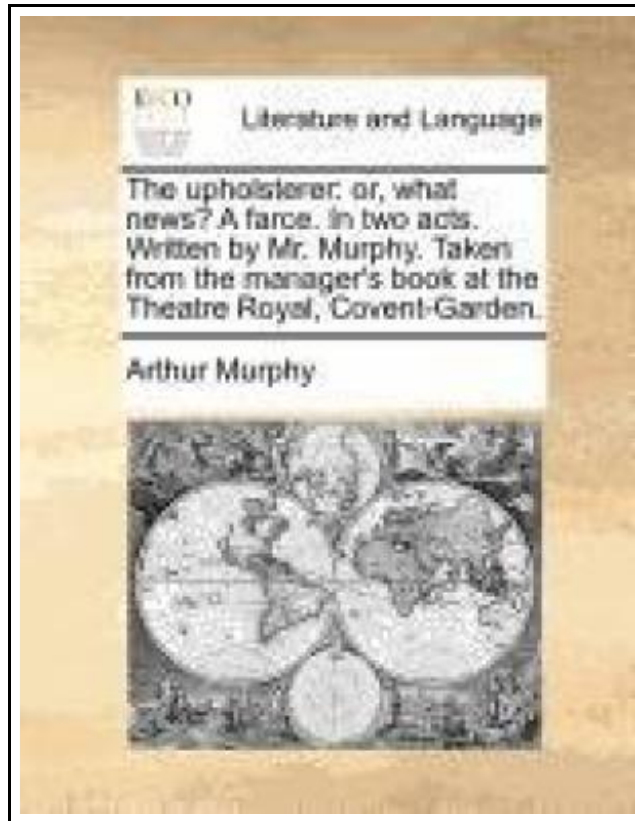 ECCO
Literature and Language
The upholsterer: or, what
news? A farce. In two acts.
Written by Mr. Murphy. Taken
from the manager's book at the
Theatre Royal, Covent-Garden.
Arthur Murphy